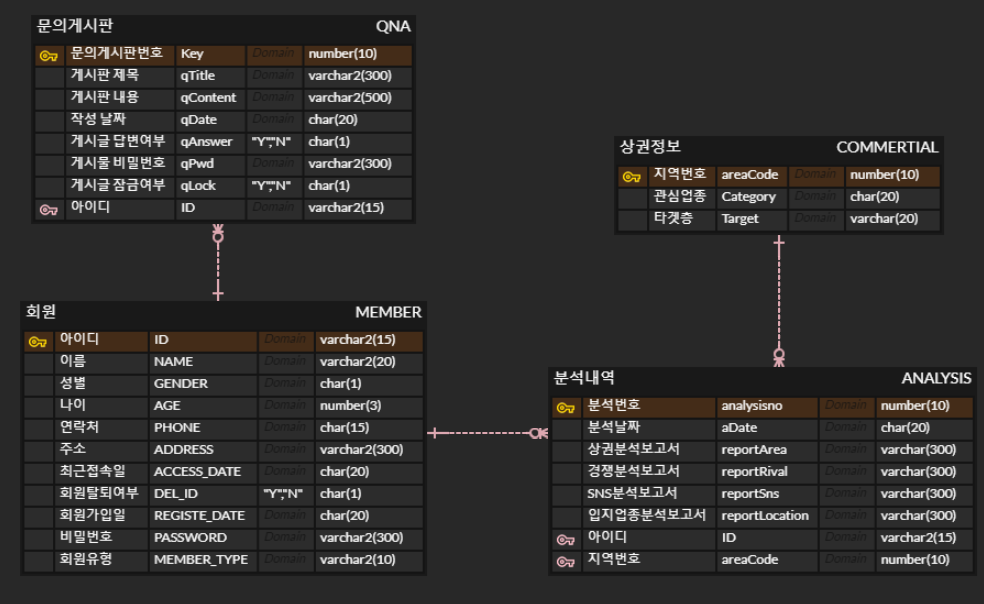 문의게시판 QNA
문의게시판번호 Key Domain number(10)
게시판 제목 qTitle Domain varchar2(300)
게시판 내용 qContent Domain varchar2(500)
작성 날짜 qDate Domain char(20)
게시글 답변여부 qAnswer "Y","N" char(1)
게시물 비밀번호 qPwd Domain varchar2(300)
게시글 잠금여부 qLock "Y","N" char(1)
아이디 ID Domain varchar2(15)
상권정보 COMMERTIAL
지역번호 areaCode Domain number(10)
관심업종 Category Domain char(20)
타겟층 Target Domain varchar(20)
회원 MEMBER
아이디 ID Domain varchar2(15)
이름 NAME Domain varchar2(20)
성별 GENDER Domain char(1)
나이 AGE Domain number(3)
연락처 PHONE Domain char(15)
주소 ADDRESS Domain varchar2(300)
최근접속일 ACCESS_DATE Domain char(20)
회원탈퇴여부 DEL_ID "Y","N" char(1)
회원가입일 REGISTE_DATE Domain char(20)
비밀번호 PASSWORD Domain varchar2(300)
회원유형 MEMBER_TYPE Domain varchar2(10)
분석내역 ANALYSIS
분석번호 analysisno Domain number(10)
분석날짜 aDate Domain char(20)
상권분석보고서 reportArea Domain varchar(300)
경쟁분석보고서 reportRival Domain varchar(300)
SNS분석보고서 reportSns Domain varchar(300)
입지업종분석보고서 reportLocation Domain varchar(300)
아이디 ID Domain varchar2(15)
지역번호 areaCode Domain number(10)